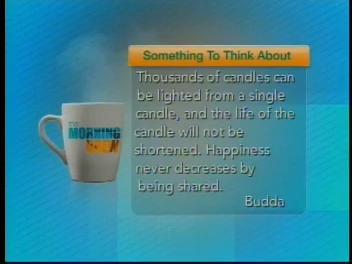 Something To Think About
Thousands of candles can
be lighted from a single
candle, and the life of the
candle will not be
shortened. Happiness
never decreases by
being shared.
Budda
THE
MORNING
SHOW